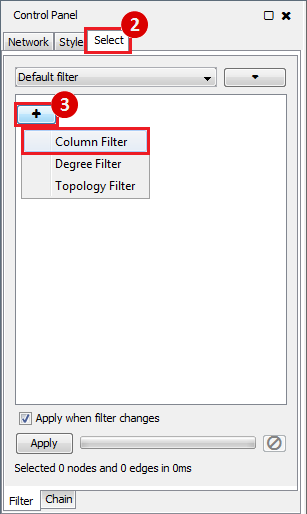 Control Panel
2
Network Style Select
Default filter
3
+
Column Filter
Degree Filter
Topology Filter
Apply when filter changes
Apply
Selected 0 nodes and 0 edges in 0ms
Filter Chain